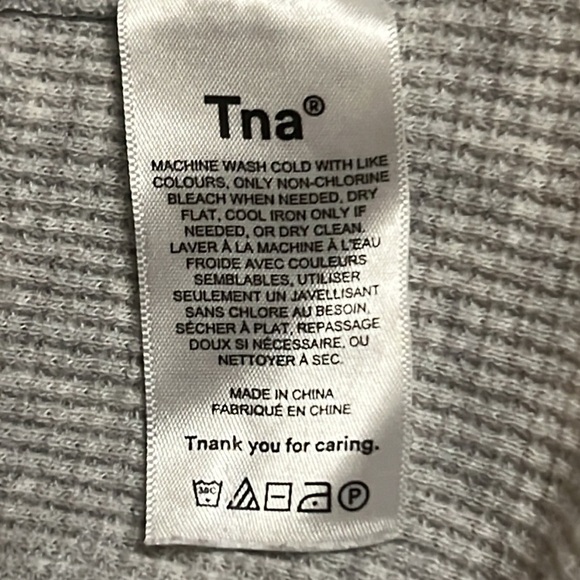 Tna®
MACHINE WASH COLD WITH LIKE
COLOURS, ONLY NON-CHLORINE
BLEACH WHEN NEEDED, DRY
FLAT, COOL IRON ONLY IF
NEEDED, OR DRY CLEAN.
LAVER À LA MACHINE À L'EAU
FROIDE AVEC COULEURS
SEMBLABLES, UTILISER
SEULEMENT UN JAVELLISANT
SANS CHLORE AU BESOIN,
SÉCHER À PLAT, REPASSAGE
DOUX SI NÉCESSAIRE, OU
NETTOYER À SEC.
MADE IN CHINA
FABRIQUÉ EN CHINE
Tnank you for caring.
30C P